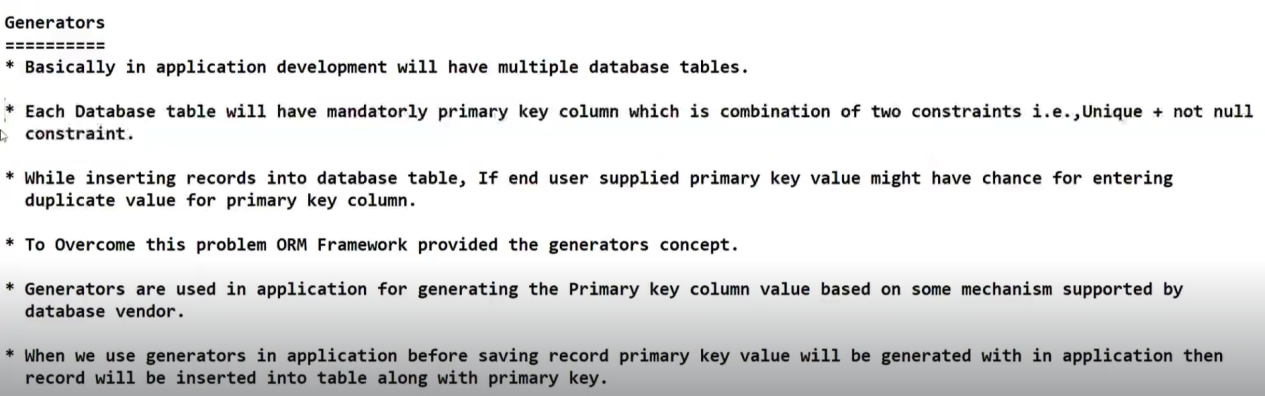 Generators
==========
* Basically in application development will have multiple database tables.
* Each Database table will have mandatorly primary key column which is combination of two constraints i.e.,Unique + not null
constraint.
* While inserting records into database table, If end user supplied primary key value might have chance for entering
duplicate value for primary key column.
* To Overcome this problem ORM Framework provided the generators concept.
* Generators are used in application for generating the Primary key column value based on some mechanism supported by
database vendor.
* When we use generators in application before saving record primary key value will be generated with in application then
record will be inserted into table along with primary key.